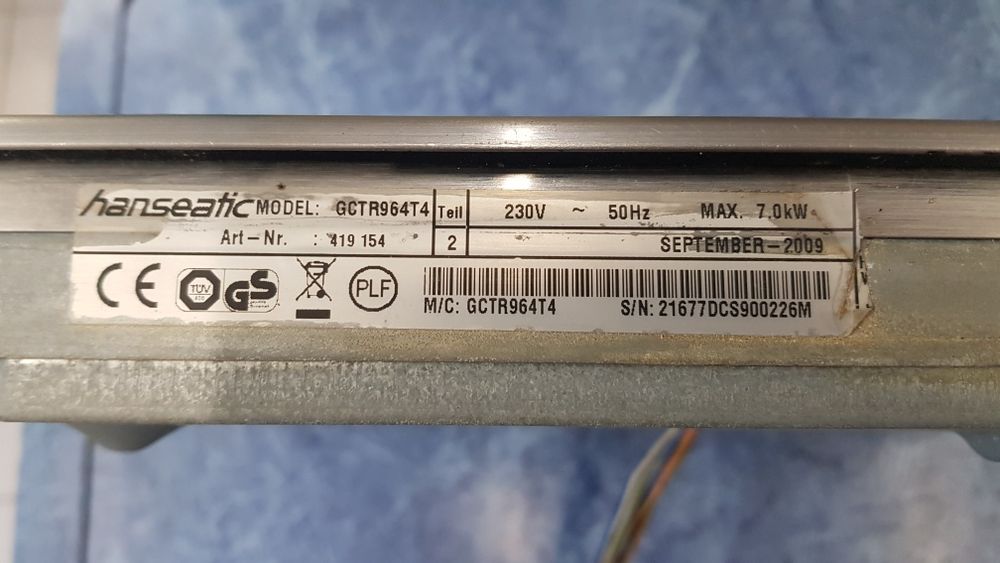 hanseatic MODEL: GCTR964T4 Teil 230V ~ 50Hz MAX. 7.0kW
Art-Nr. : 419 154 2 SEPTEMBER-2009
CE TÜV GS PLF
M/C: GCTR964T4 S/N: 21677DCS900226M